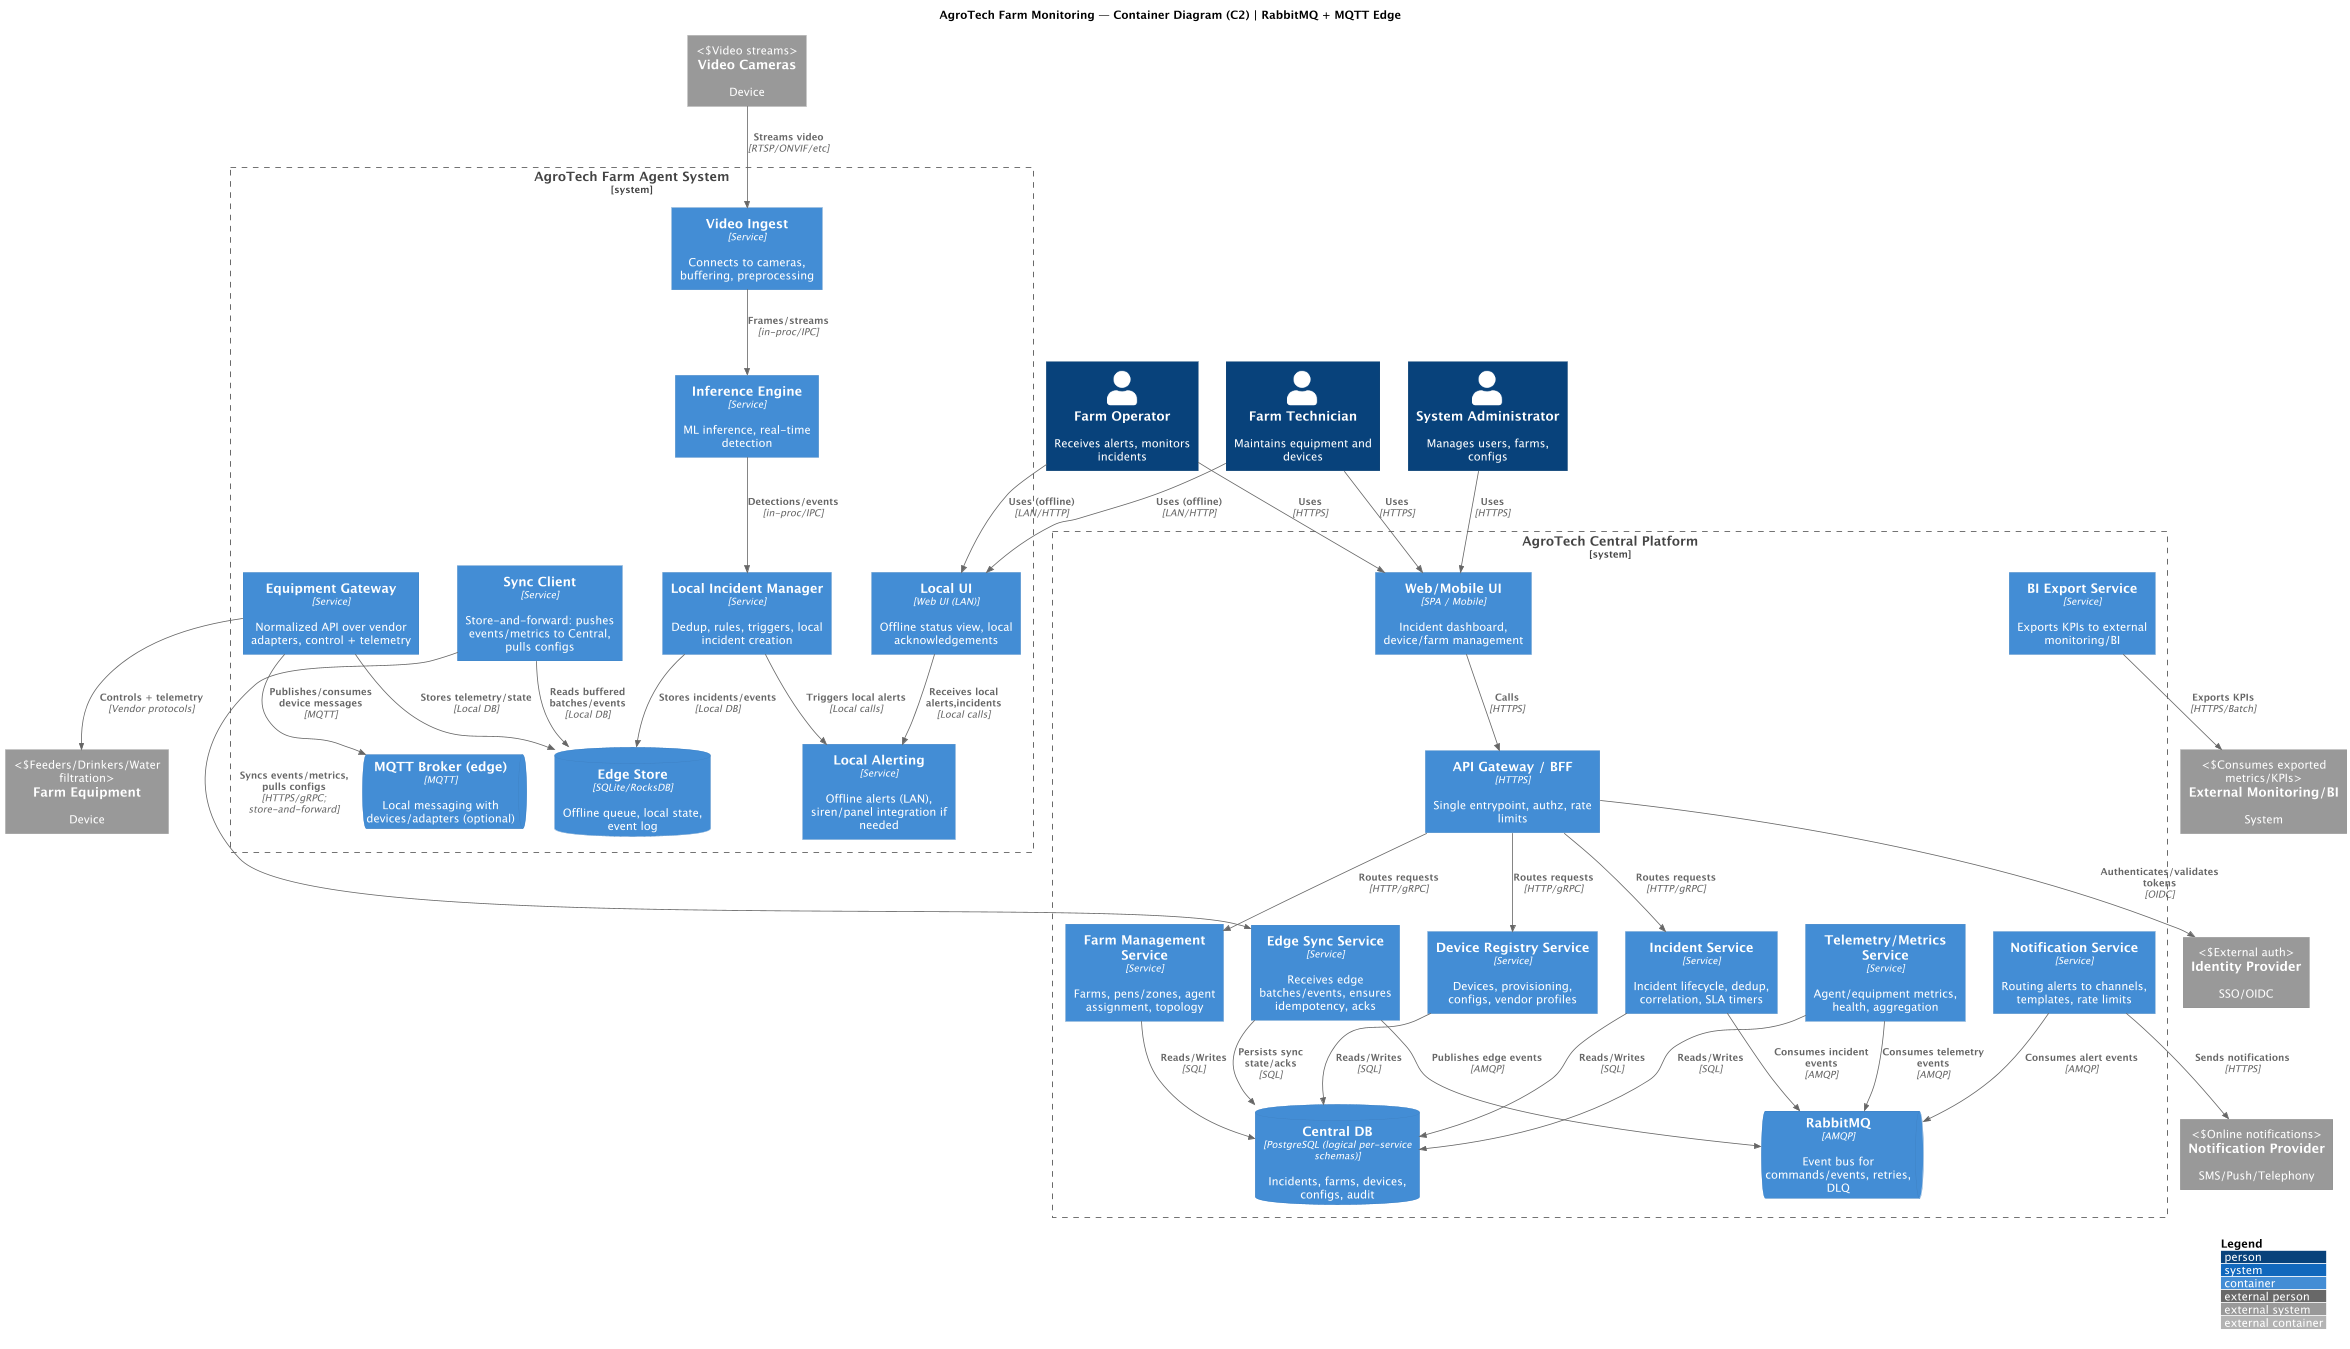 AgroTech Farm Monitoring — Container Diagram (C2) | RabbitMQ + MQTT Edge
<$Video streams>
Video Cameras
Device
Streams video
[RTSP/ONVIF/etc]
AgroTech Farm Agent System
[system]
Video Ingest
[Service]
Connects to cameras,
buffering, preprocessing
Frames/streams
[in-proc/IPC]
Inference Engine
[Service]
ML inference, real-time
detection
Detections/events
[in-proc/IPC]
Farm Operator
Receives alerts, monitors
incidents
Farm Technician
Maintains equipment and
devices
System Administrator
Manages users, farms,
configs
Uses (offline)
[LAN/HTTP]
Uses (offline)
[LAN/HTTP]
Uses
[HTTPS]
Uses
[HTTPS]
Uses
[HTTPS]
Equipment Gateway
[Service]
Normalized API over vendor
adapters, control + telemetry
Sync Client
[Service]
Store-and-forward: pushes
events/metrics to Central,
pulls configs
Local Incident Manager
[Service]
Dedup, rules, triggers, local
incident creation
Local UI
[Web UI (LAN)]
Offline status view, local
acknowledgements
Controls + telemetry
[Vendor protocols]
Publishes/consumes
device messages
[MQTT]
Stores telemetry/state
[Local DB]
Reads buffered
batches/events
[Local DB]
Stores incidents/events
[Local DB]
Triggers local alerts
[Local calls]
Receives local
alerts,incidents
[Local calls]
<$Feeders/Drinkers/Water
filtration>
Farm Equipment
Device
Syncs events/metrics,
pulls configs
[HTTPS/gRPC;
store-and-forward]
MQTT Broker (edge)
[MQTT]
Local messaging with
devices/adapters (optional)
Edge Store
[SQLite/RocksDB]
Offline queue, local state,
event log
Local Alerting
[Service]
Offline alerts (LAN),
siren/panel integration if
needed
AgroTech Central Platform
[system]
Web/Mobile UI
[SPA / Mobile]
Incident dashboard,
device/farm management
BI Export Service
[Service]
Exports KPIs to external
monitoring/BI
Calls
[HTTPS]
Exports KPIs
[HTTPS/Batch]
API Gateway / BFF
[HTTPS]
Single entrypoint, authz, rate
limits
<$Consumes exported
metrics/KPIs>
External Monitoring/BI
System
Routes requests
[HTTP/gRPC]
Routes requests
[HTTP/gRPC]
Routes requests
[HTTP/gRPC]
Authenticates/validates
tokens
[OIDC]
Farm Management
Service
[Service]
Farms, pens/zones, agent
assignment, topology
Edge Sync Service
[Service]
Receives edge
batches/events, ensures
idempotency, acks
Device Registry Service
[Service]
Devices, provisioning,
configs, vendor profiles
Incident Service
[Service]
Incident lifecycle, dedup,
correlation, SLA timers
Telemetry/Metrics
Service
[Service]
Agent/equipment metrics,
health, aggregation
Notification Service
[Service]
Routing alerts to channels,
templates, rate limits
<$External auth>
Identity Provider
SSO/OIDC
Reads/Writes
[SQL]
Persists sync
state/acks
[SQL]
Reads/Writes
[SQL]
Publishes edge events
[AMQP]
Reads/Writes
[SQL]
Reads/Writes
[SQL]
Consumes incident
events
[AMQP]
Consumes telemetry
events
[AMQP]
Consumes alert events
[AMQP]
Sends notifications
[HTTPS]
Central DB
[PostgreSQL (logical per-service
schemas)]
Incidents, farms, devices,
configs, audit
RabbitMQ
[AMQP]
Event bus for
commands/events, retries,
DLQ
<$Online notifications>
Notification Provider
SMS/Push/Telephony
Legend
person
system
container
external person
external system
external container